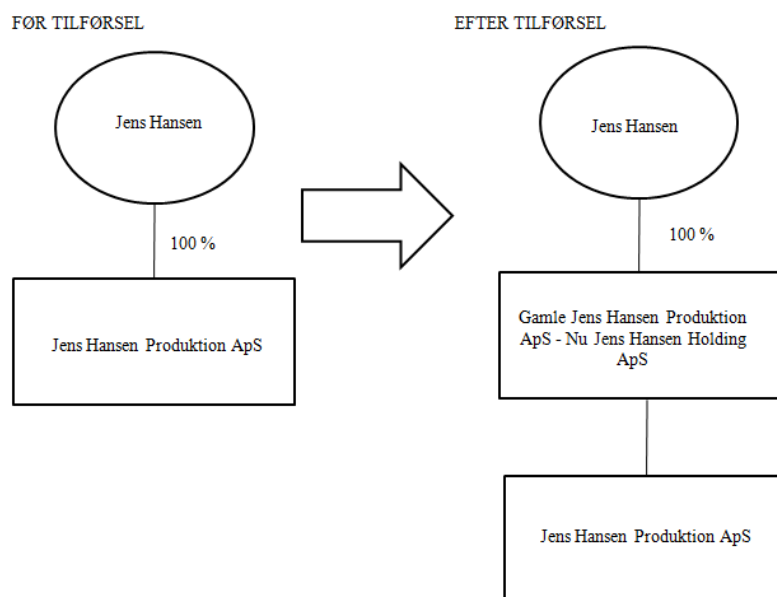 FØR TILFØRSEL
EFTER TILFØRSEL
Jens Hansen
Jens Hansen
100 %
100 %
Jens Hansen Produktion ApS
Gamle Jens Hansen Produktion
ApS - Nu Jens Hansen Holding
ApS
Jens Hansen Produktion ApS